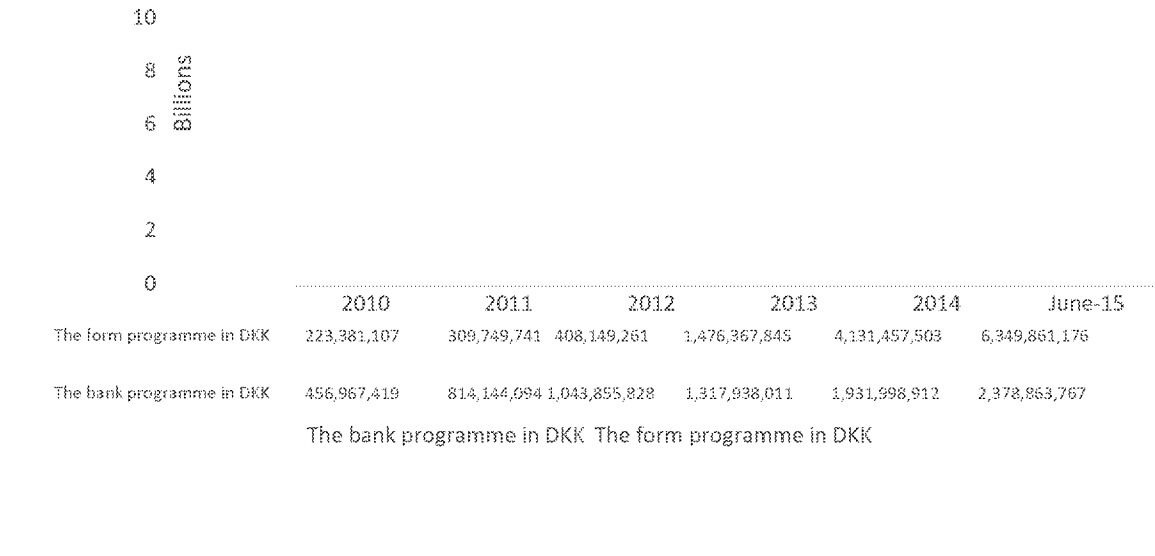 10
8
Billions
6
4
2
0
2010 2011 2012 2013 2014 June-15
The form programme in DKK 223,381,107 309,749,741 408,149,261 1,476,367,845 4,131,457,503 6,349,861,176
The bank programme in DKK 456,967,419 814,144,094 1,043,855,828 1,317,938,011 1,931,998,912 2,378,863,767
The bank programme in DKK The form programme in DKK